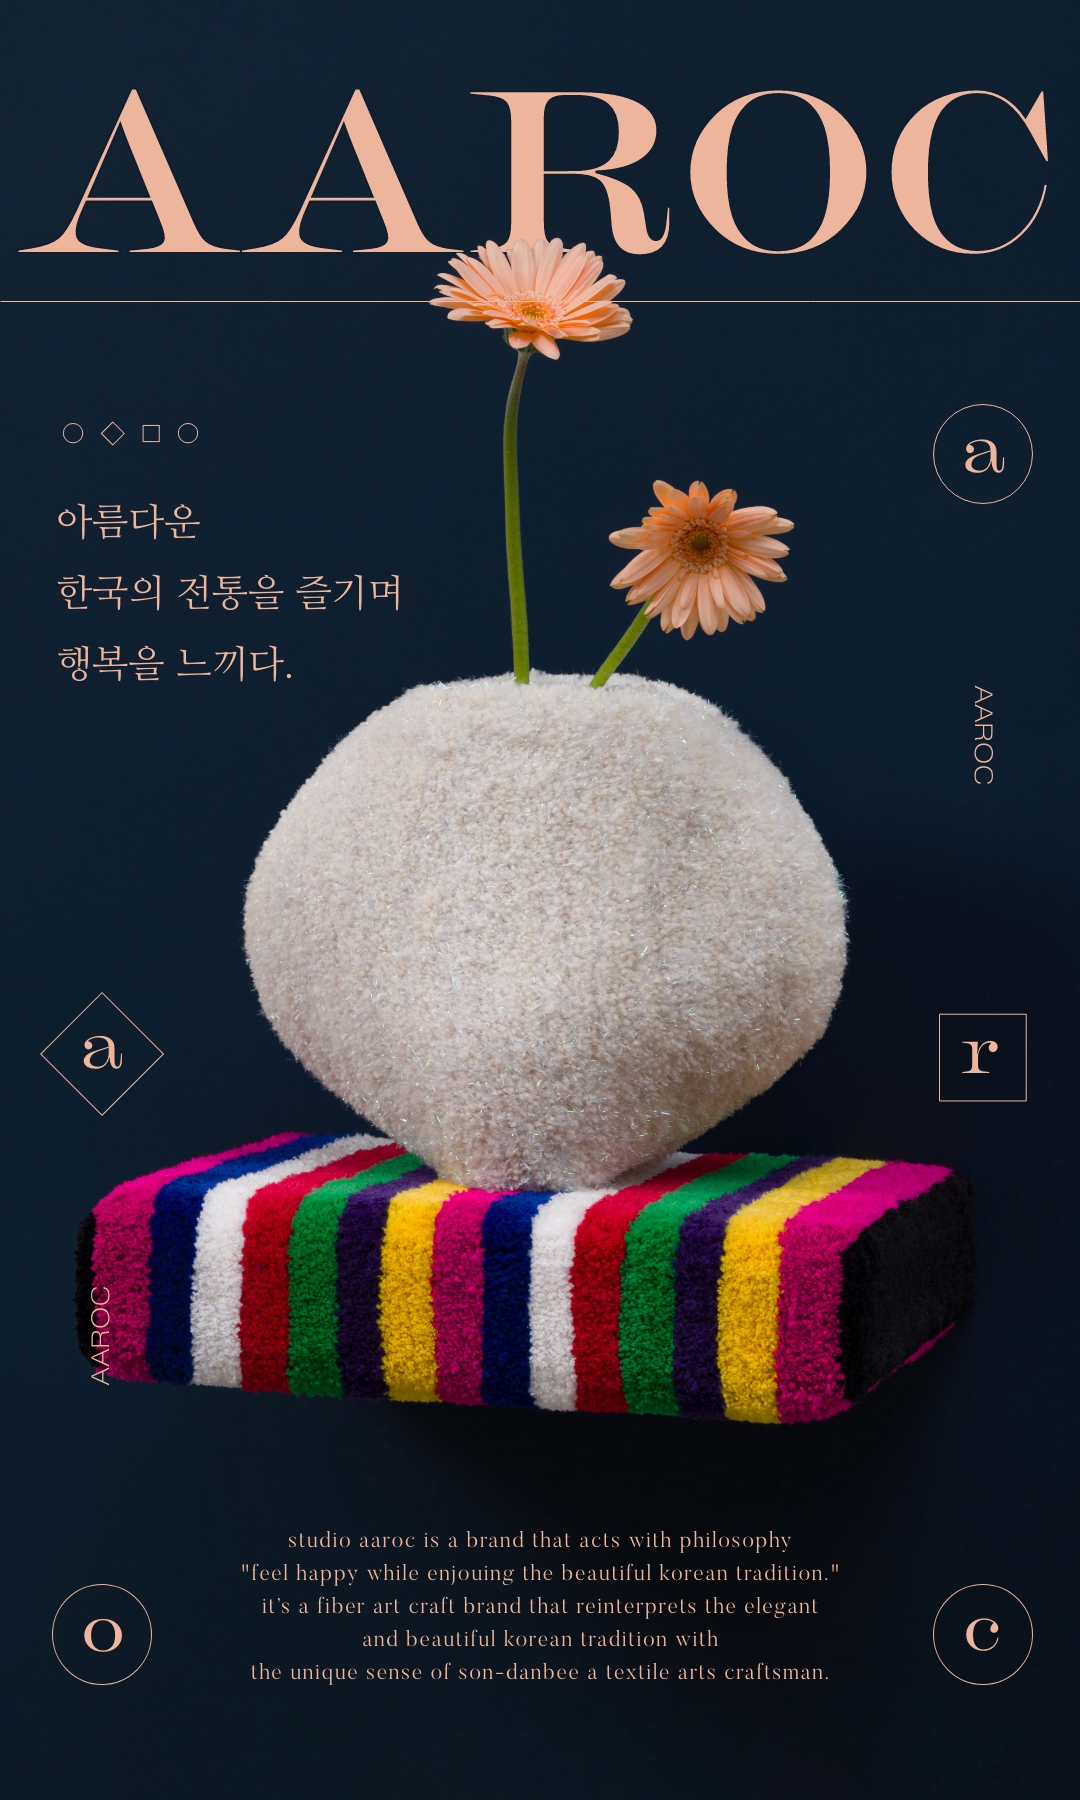 AAROC
아름다운
한국의 전통을 즐기며
행복을 느끼다.
a
AAROC
a
r
AAROC
studio aaroc is a brand that acts with philosophy
"feel happy while enjouing the beautiful korean tradition."
it's a fiber art craft brand that reinterprets the elegant
and beautiful korean tradition with
the unique sense of son-danbee a textile arts craftsman.
o
c